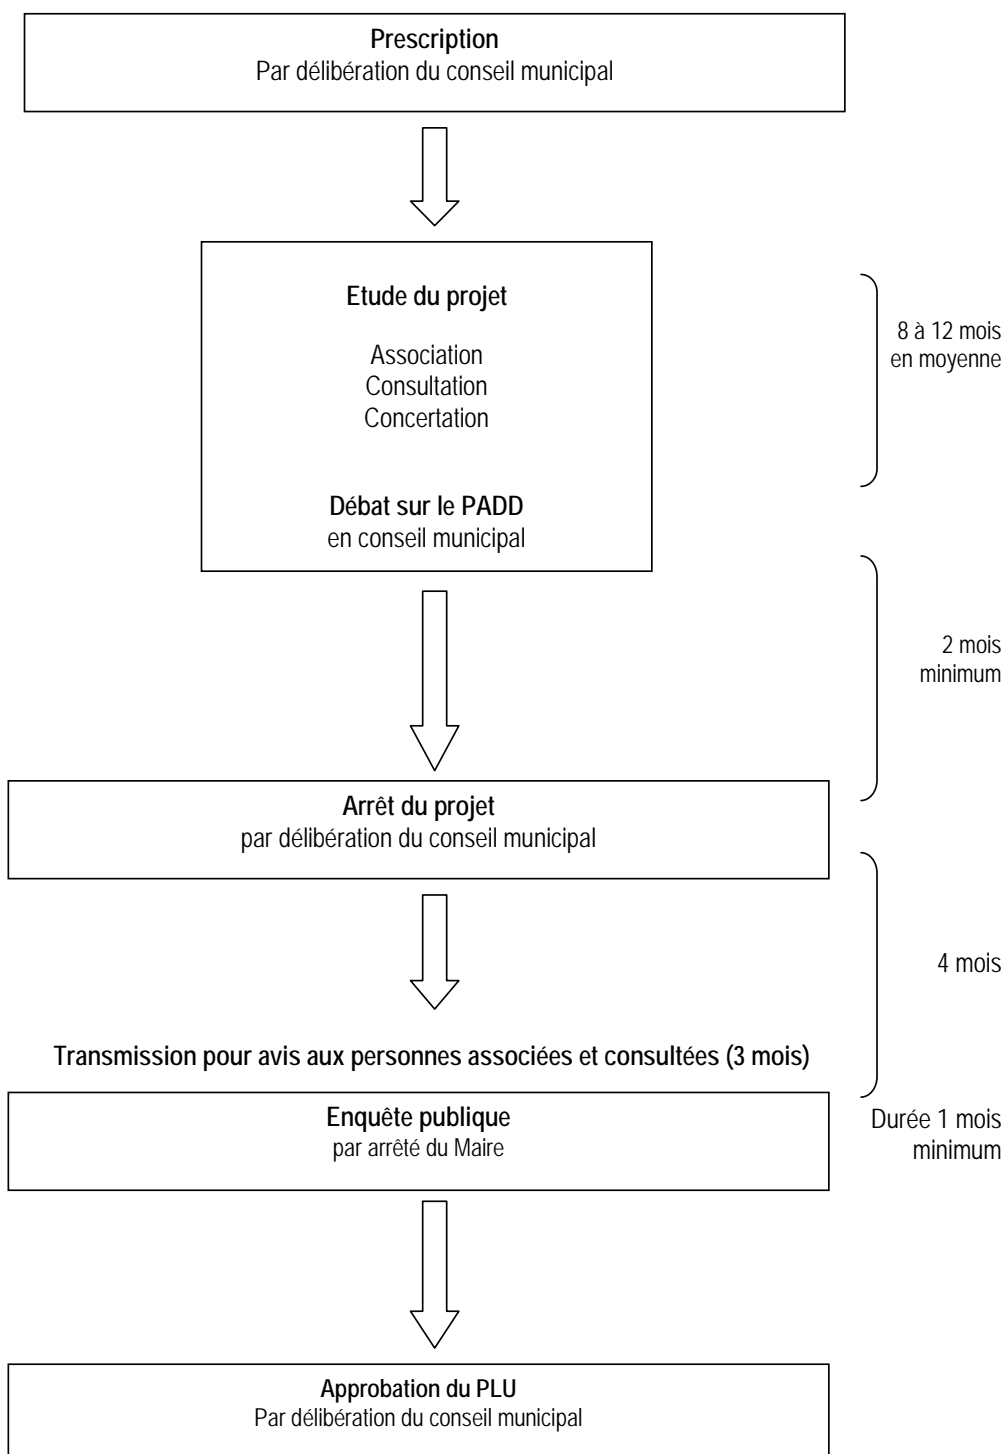 Prescription
Par délibération du conseil municipal
Etude du projet
Association
Consultation
Concertation
Débat sur le PADD
en conseil municipal
8 à 12 mois
en moyenne
2 mois
minimum
Arrêt du projet
par délibération du conseil municipal
4 mois
Transmission pour avis aux personnes associées et consultées (3 mois)
Enquête publique
par arrêté du Maire
Durée 1 mois
minimum
Approbation du PLU
Par délibération du conseil municipal